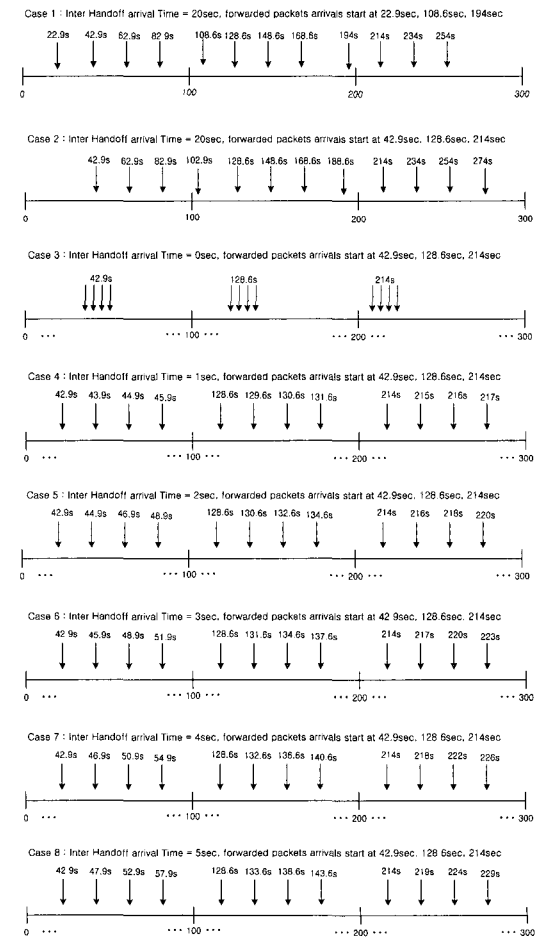 Case 1 : Inter Handoff arrival Time = 20sec, forwarded packets arrivals start at 22.9sec, 108.6sec, 194sec
22.9s 42.9s 62.9s 82 9s 108.6s 128.6s 148.6s 168.6s 194s 214s 234s 254s
0 100 200 300
Case 2 : Inter Handoff arrival Time = 20sec, forwarded packets arrivals start at 42.9sec, 128.6sec, 214sec
42.9s 62.9s 82.9s 102.9s 128.6s 148.6s 168.6s 188.6s 214s 234s 254s 274s
0 100 200 300
Case 3 : Inter Handoff arrival Time = 0sec, forwarded packets arrivals start at 42.9sec, 128.6sec, 214sec
42.9s 128.6s 214s
0 ··· ··· 100 ··· ··· 200 ··· ··· 300
Case 4 : Inter Handoff arrival Time = 1sec, forwarded packets arrivals start at 42.9sec, 128.6sec, 214sec
42.9s 43.9s 44.9s 45.9s 128.6s 129.6s 130.6s 131.6s 214s 215s 216s 217s
0 ··· ··· 100 ··· ··· 200 ··· ··· 300
Case 5 : Inter Handoff arrival Time = 2sec, forwarded packets arrivals start at 42.9sec, 128.6sec, 214sec
42.9s 44.9s 46.9s 48.9s 128.6s 130.6s 132.6s 134.6s 214s 216s 218s 220s
0 ··· ··· 100 ··· ··· 200 ··· ··· 300
Case 6 : Inter Handoff arrival Time = 3sec, forwarded packets arrivals start at 42 9sec, 128.6sec, 214sec
42 9s 45.9s 48.9s 51.9s 128.6s 131.6s 134.6s 137.6s 214s 217s 220s 223s
0 ··· ··· 100 ··· ··· 200 ··· ··· 300
Case 7 : Inter Handoff arrival Time = 4sec, forwarded packets arrivals start at 42.9sec, 128 6sec, 214sec
42.9s 46.9s 50.9s 54 9s 128.6s 132.6s 136.6s 140.6s 214s 218s 222s 226s
0 ··· ··· 100 ··· ··· 200 ··· ··· 300
Case 8 : Inter Handoff arrival Time = 5sec, forwarded packets arrivals start at 42.9sec, 128 6sec, 214sec
42 9s 47.9s 52.9s 57.9s 128.6s 133.6s 138.6s 143.6s 214s 219s 224s 229s
0 ··· ··· 100 ··· ··· 200 ··· ··· 300